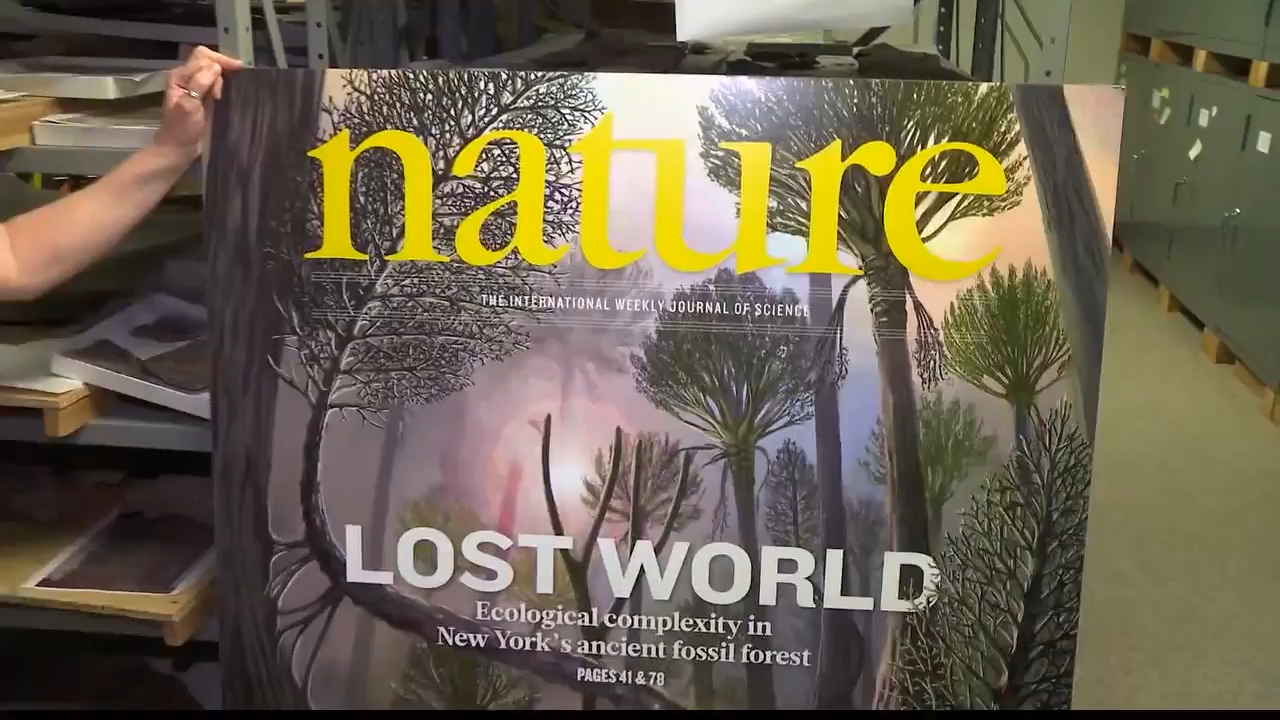 nature
THE INTERNATIONAL WEEKLY JOURNAL OF SCIENCE
LOST WORLD
Ecological complexity in
New York's ancient fossil forest
PAGES 41 & 78